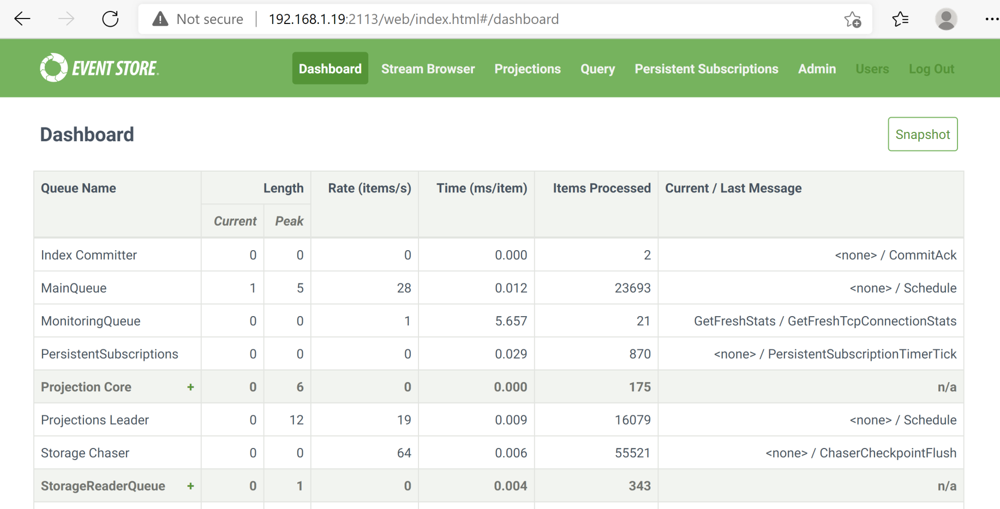 Not secure | 192.168.1.19:2113/web/index.html#/dashboard
EVENT STORE. Dashboard Stream Browser Projections Query Persistent Subscriptions Admin Users Log Out
Dashboard Snapshot
Queue Name Length Rate (items/s) Time (ms/item) Items Processed Current / Last Message
Current Peak
Index Committer 0 0 0 0.000 2 <none> / CommitAck
MainQueue 1 5 28 0.012 23693 <none> / Schedule
MonitoringQueue 0 0 1 5.657 21 GetFreshStats / GetFreshTcpConnectionStats
PersistentSubscriptions 0 0 0 0.029 870 <none> / PersistentSubscriptionTimerTick
Projection Core + 0 6 0 0.000 175 n/a
Projections Leader 0 12 19 0.009 16079 <none> / Schedule
Storage Chaser 0 0 64 0.006 55521 <none> / ChaserCheckpointFlush
StorageReaderQueue + 0 1 0 0.004 343 n/a